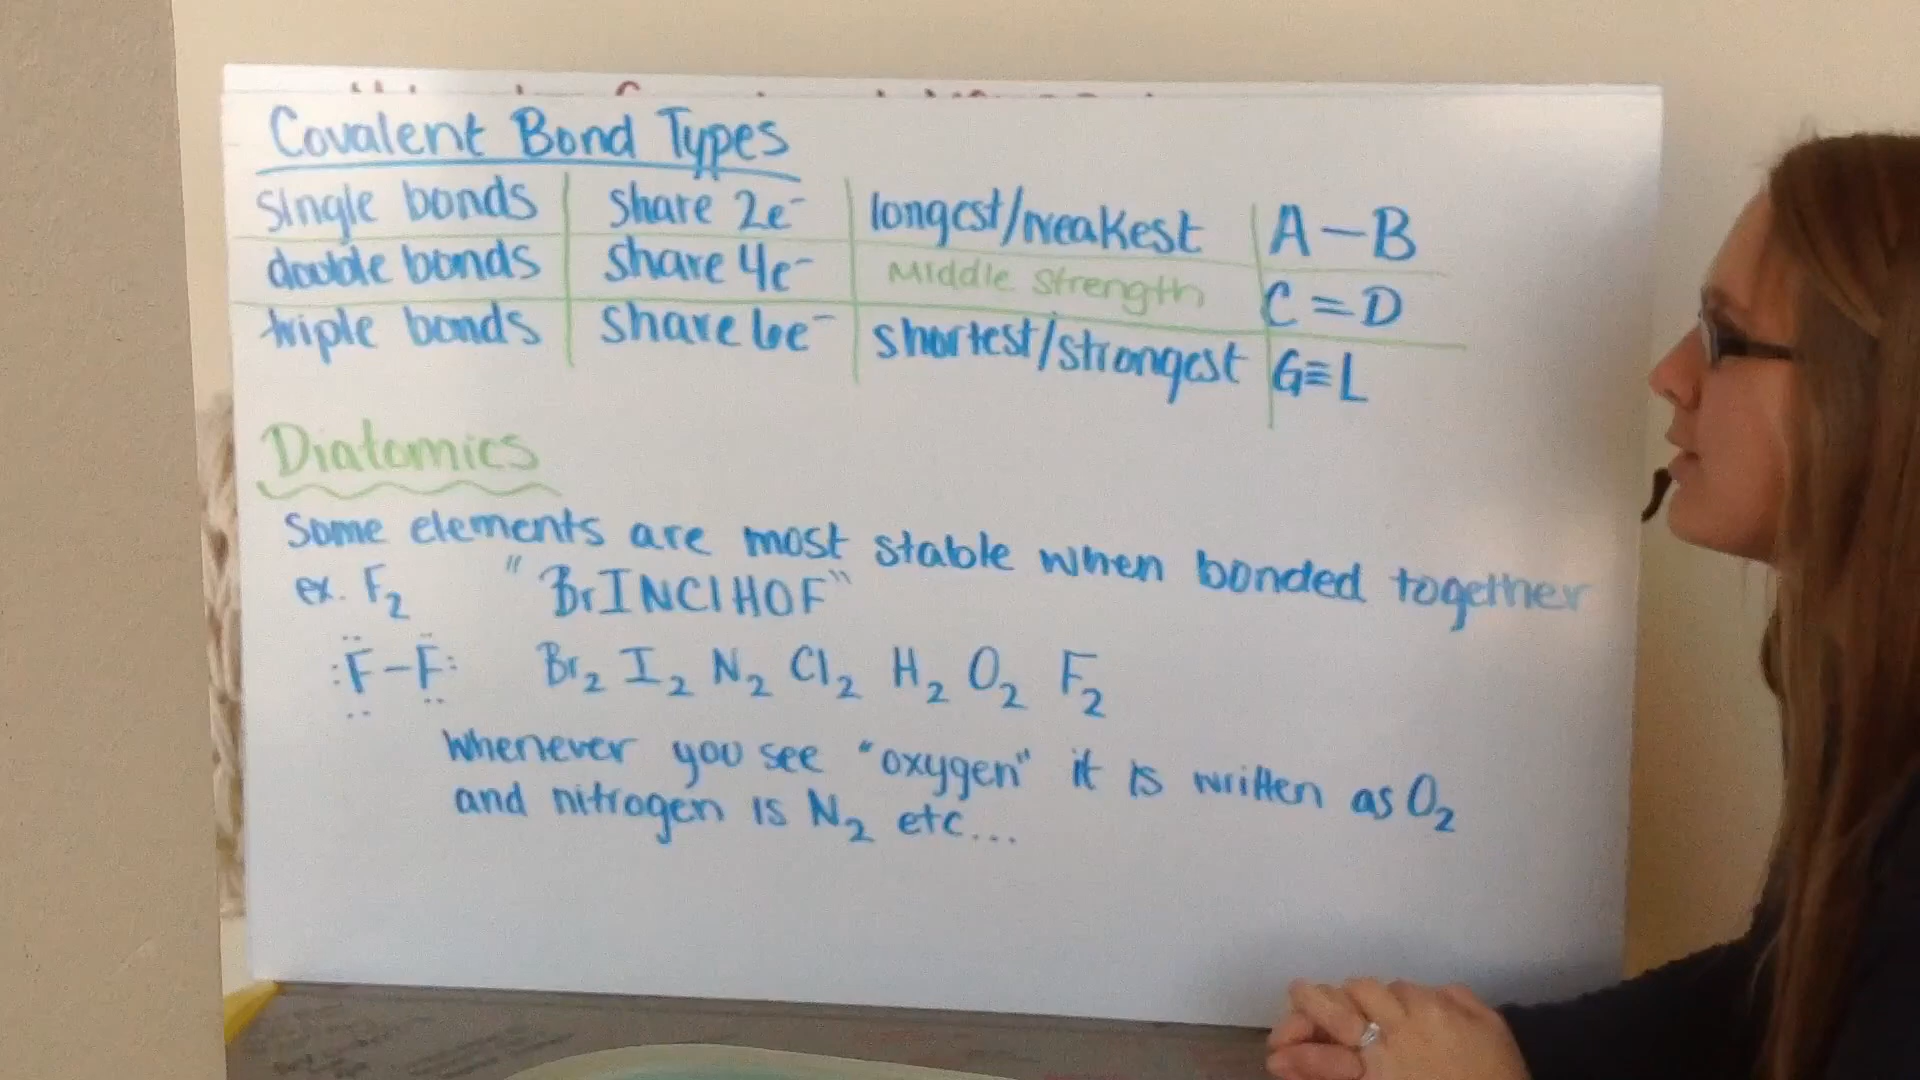 Covalent Bond Types
single bonds share 2e⁻ longest/weakest A—B
double bonds share 4e⁻ Middle Strength C=D
triple bonds share 6e⁻ shortest/strongest G≡L
Diatomics
Some elements are most stable when bonded together
ex. F₂ "BrINClHOF"
:F̈–F̈: Br₂ I₂ N₂ Cl₂ H₂ O₂ F₂
Whenever you see "oxygen" it is written as O₂
and nitrogen is N₂ etc...